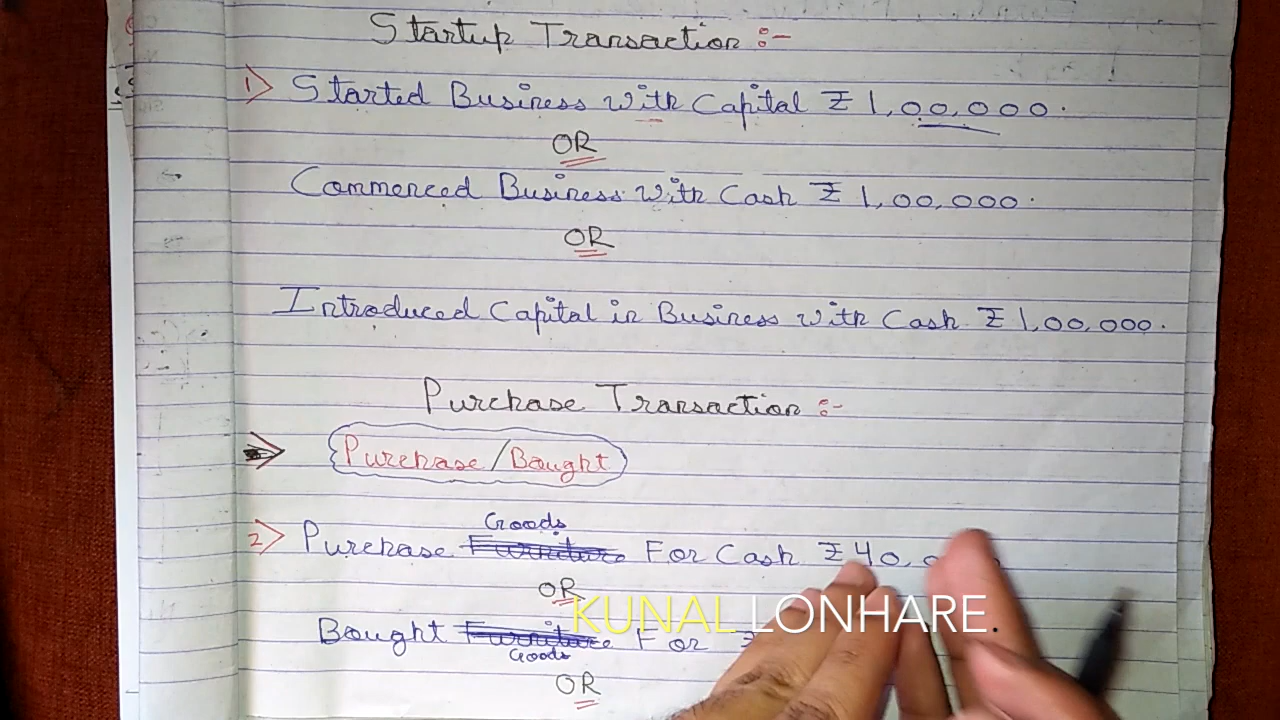 Startup Transaction :-
1> Started Business with Capital ₹ 1,00,000.
OR
Commenced Business with Cash ₹ 1,00,000.
OR
Introduced Capital in Business with Cash ₹ 1,00,000.
Purchase Transaction :-
Purchase/Bought
Goods
2> Purchase Furniture For Cash ₹ 40,0
OR
KUNAL LONHARE.
Bought Furniture For ₹
Goods
OR